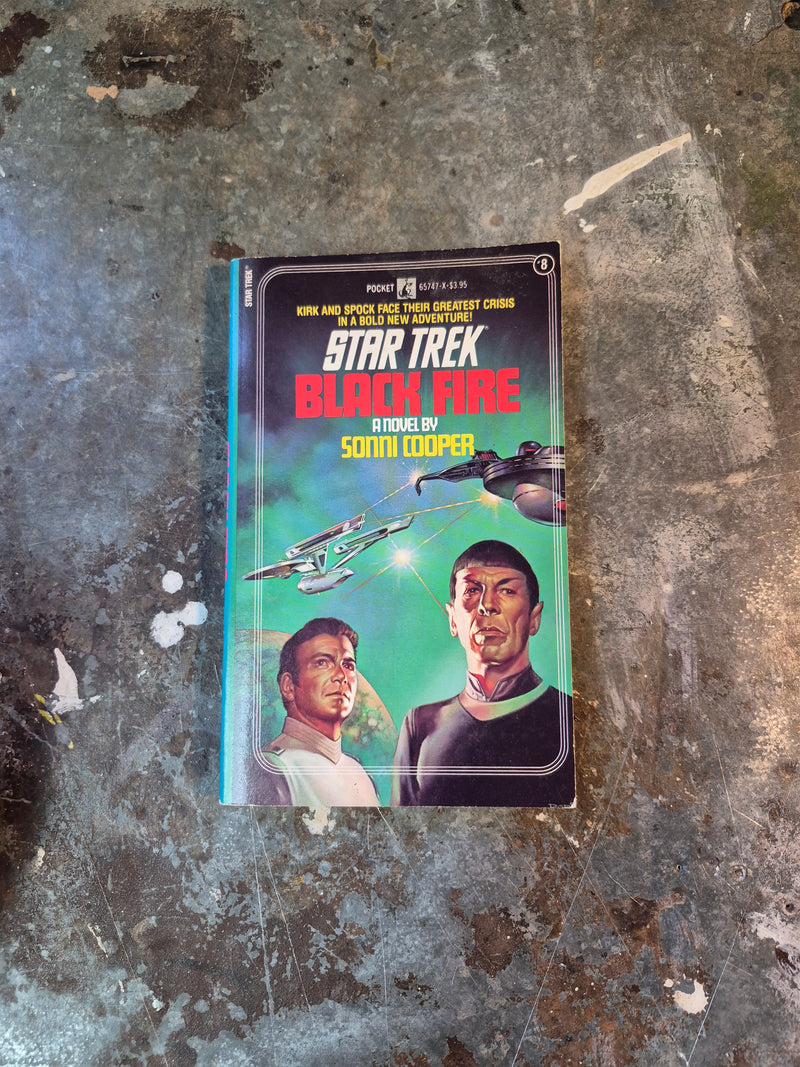 STAR TREK®
#8
POCKET 65747-X·$3.95
KIRK AND SPOCK FACE THEIR GREATEST CRISIS
IN A BOLD NEW ADVENTURE!
STAR TREK®
BLACK FIRE
A NOVEL BY
SONNI COOPER